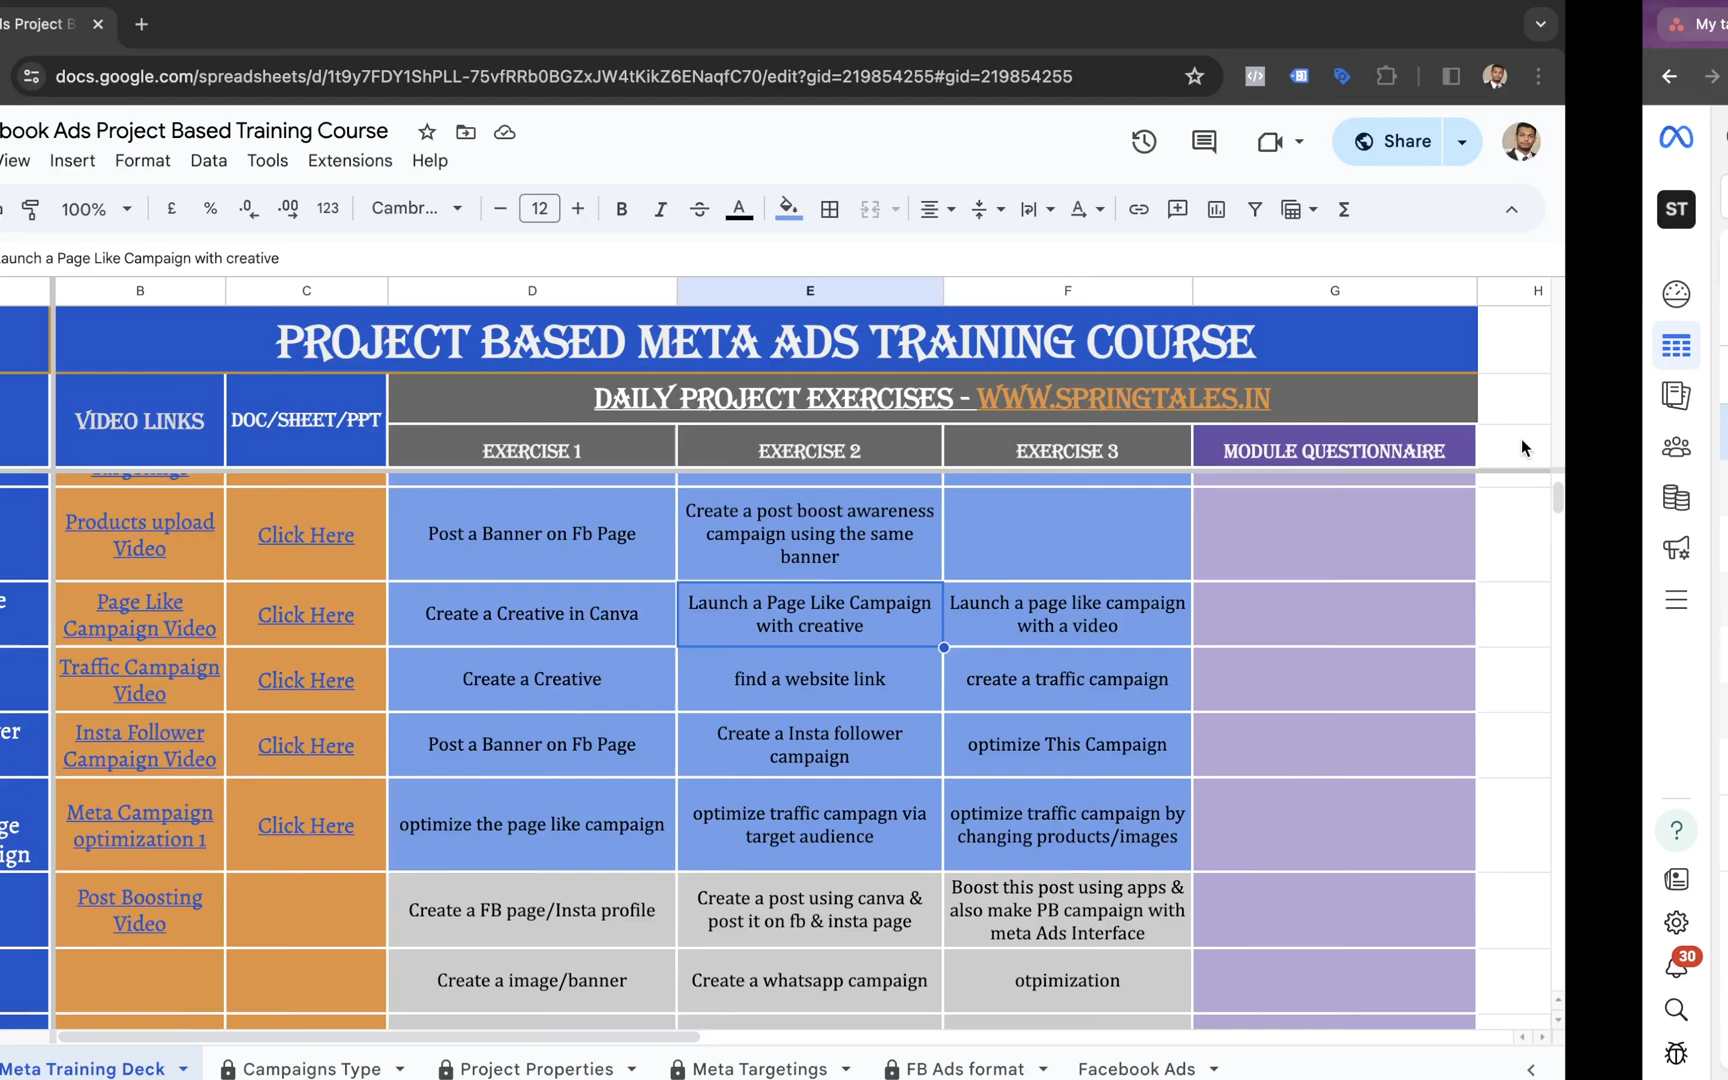 ls Project B
My ta
docs.google.com/spreadsheets/d/1t9y7FDY1ShPLL-75vfRRb0BGZxJW4tKikZ6ENaqfC70/edit?gid=219854255#gid=219854255
book Ads Project Based Training Course
Share
View Insert Format Data Tools Extensions Help
ST
100% £ % .0 .00 123 Cambr... 12 B I A
aunch a Page Like Campaign with creative
B C D E F G H
PROJECT BASED META ADS TRAINING COURSE
VIDEO LINKS DOC/SHEET/PPT DAILY PROJECT EXERCISES - WWW.SPRINGTALES.IN
EXERCISE 1 EXERCISE 2 EXERCISE 3 MODULE QUESTIONNAIRE
Products upload
Video
Click Here
Post a Banner on Fb Page
Create a post boost awareness
campaign using the same
banner
e
Page Like
Campaign Video
Click Here
Create a Creative in Canva
Launch a Page Like Campaign
with creative
Launch a page like campaign
with a video
Traffic Campaign
Video
Click Here
Create a Creative
find a website link
create a traffic campaign
er
Insta Follower
Campaign Video
Click Here
Post a Banner on Fb Page
Create a Insta follower
campaign
optimize This Campaign
ge
ign
Meta Campaign
optimization 1
Click Here
optimize the page like campaign
optimize traffic campagn via
target audience
optimize traffic campaign by
changing products/images
Post Boosting
Video
Create a FB page/Insta profile
Create a post using canva &
post it on fb & insta page
Boost this post using apps &
also make PB campaign with
meta Ads Interface
Create a image/banner
Create a whatsapp campaign
otpimization
30
Meta Training Deck Campaigns Type Project Properties Meta Targetings FB Ads format Facebook Ads